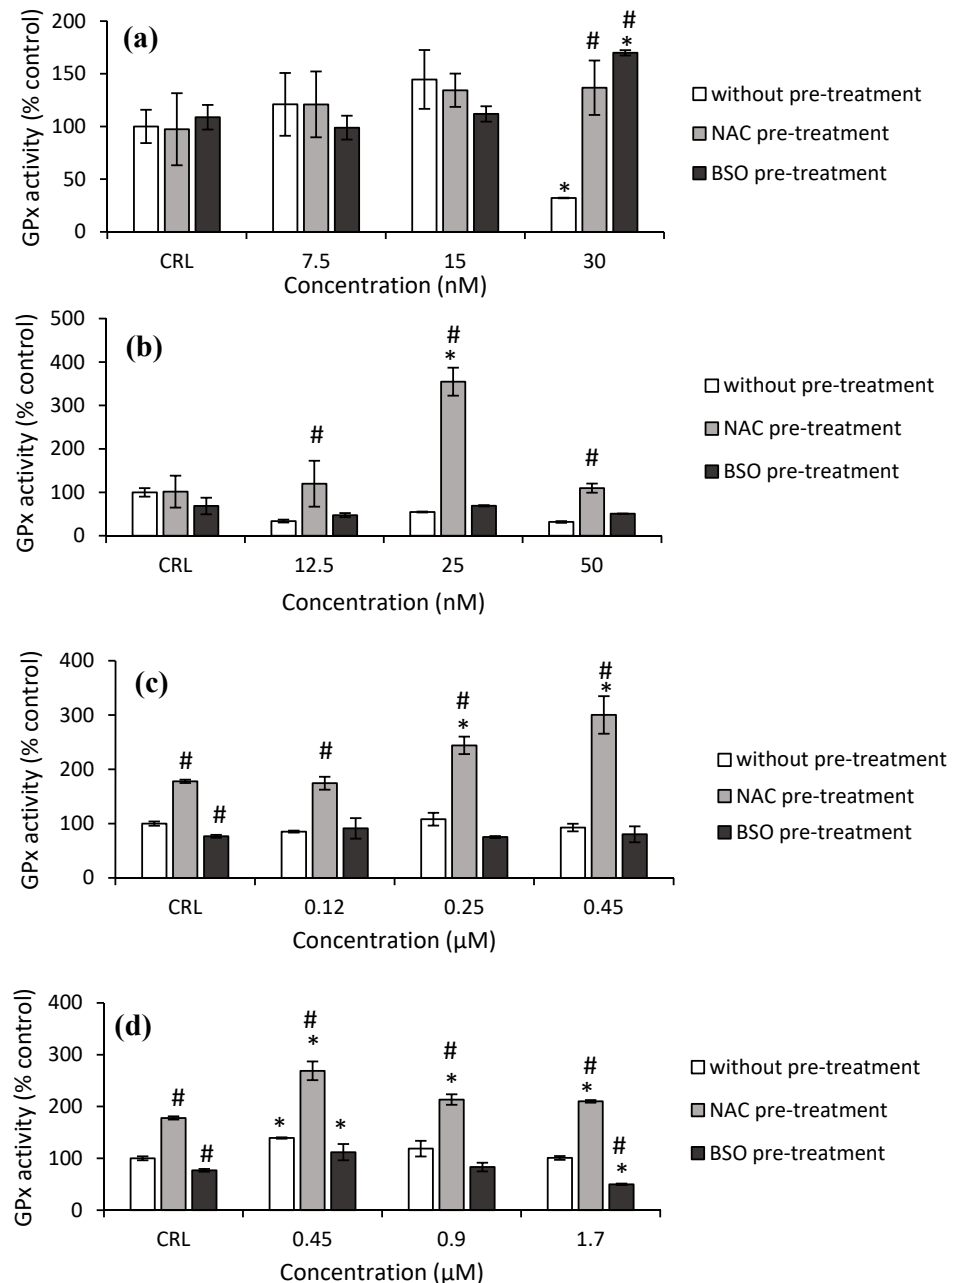 (a)
GPx activity (% control)
200
150
100
50
0
*
#
#
*
CRL 7.5 15 30
Concentration (nM)
without pre-treatment
NAC pre-treatment
BSO pre-treatment
(b)
GPx activity (% control)
500
400
300
200
100
0
#
#
*
#
CRL 12.5 25 50
Concentration (nM)
without pre-treatment
NAC pre-treatment
BSO pre-treatment
(c)
GPx activity (% control)
400
300
200
100
0
#
#
#
#
*
#
*
CRL 0.12 0.25 0.45
Concentration (µM)
without pre-treatment
NAC pre-treatment
BSO pre-treatment
(d)
GPx activity (% control)
400
300
200
100
0
#
#
*
#
*
*
#
*
#
*
#
*
CRL 0.45 0.9 1.7
Concentration (µM)
without pre-treatment
NAC pre-treatment
BSO pre-treatment